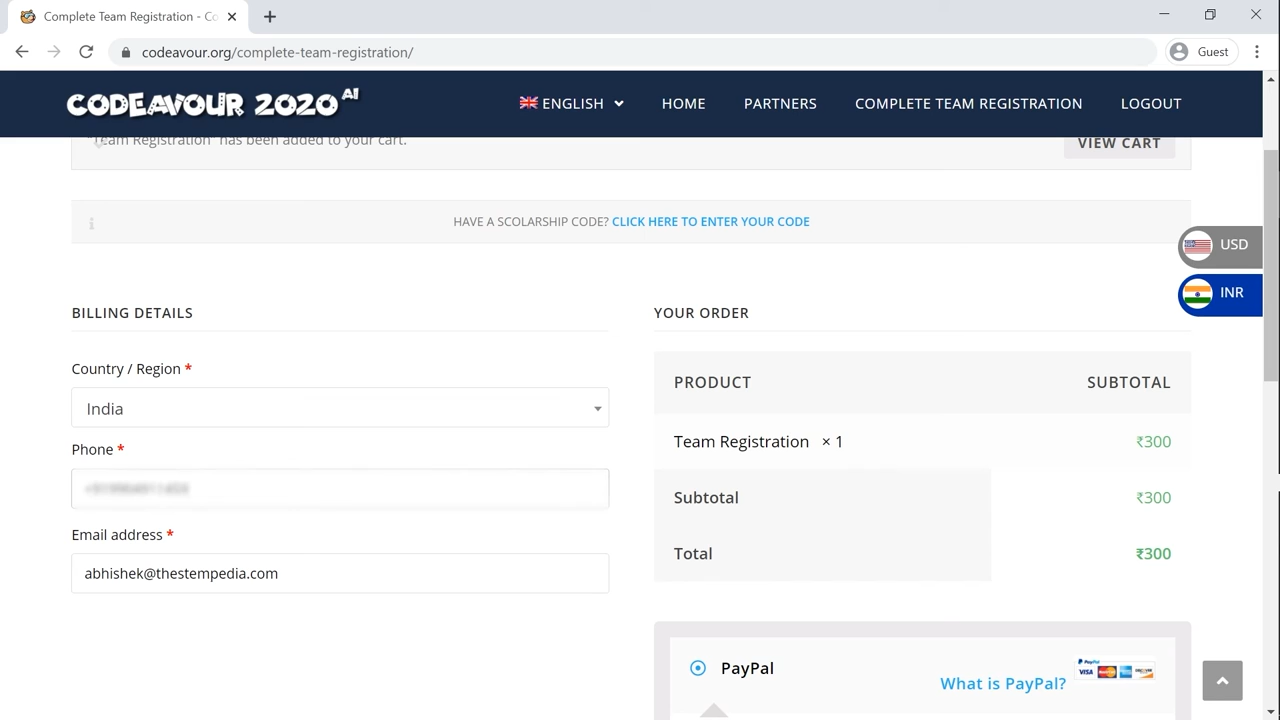 Complete Team Registration - Co
codeavour.org/complete-team-registration/
Guest
CODEAVOUR 2020 AI
ENGLISH
HOME
PARTNERS
COMPLETE TEAM REGISTRATION
LOGOUT
"Team Registration" has been added to your cart.
VIEW CART
HAVE A SCOLARSHIP CODE? CLICK HERE TO ENTER YOUR CODE
USD
INR
BILLING DETAILS
Country / Region *
India
Phone *
Email address *
abhishek@thestempedia.com
YOUR ORDER
PRODUCT SUBTOTAL
Team Registration × 1 ₹300
Subtotal ₹300
Total ₹300
PayPal
What is PayPal?
PayPal
VISA